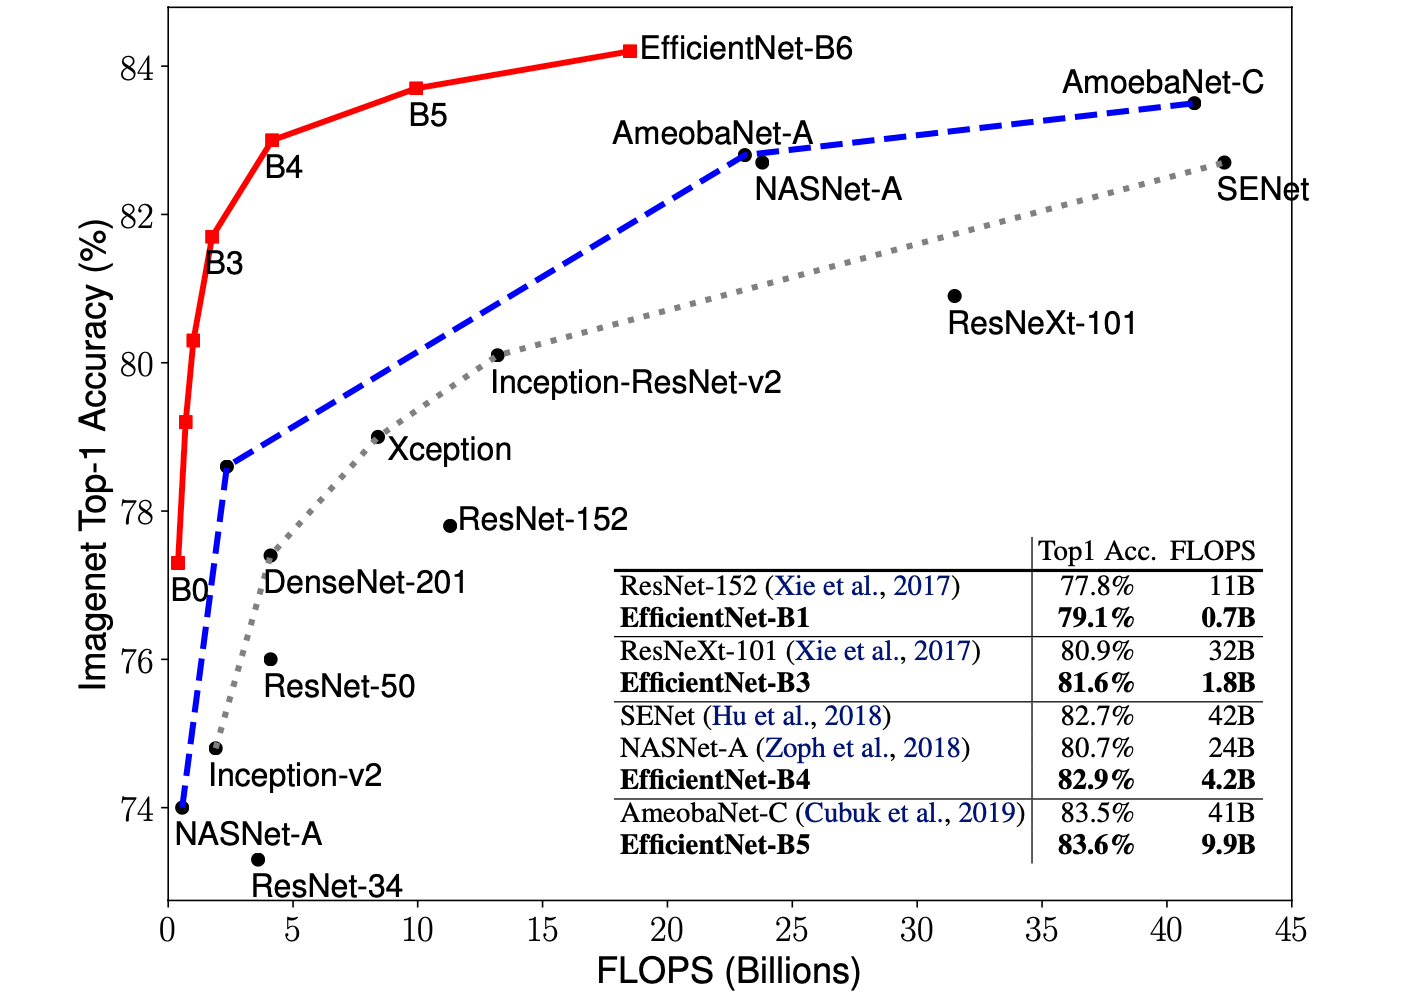 84
82
80
78
76
74
Imagenet Top-1 Accuracy (%)
EfficientNet-B6
AmoebaNet-C
B5
AmeobaNet-A
B4
NASNet-A
SENet
B3
ResNeXt-101
Inception-ResNet-v2
Xception
ResNet-152
DenseNet-201
B0
ResNet-50
Inception-v2
NASNet-A
ResNet-34
Top1 Acc. FLOPS
ResNet-152 (Xie et al., 2017) 77.8% 11B
EfficientNet-B1 79.1% 0.7B
ResNeXt-101 (Xie et al., 2017) 80.9% 32B
EfficientNet-B3 81.6% 1.8B
SENet (Hu et al., 2018) 82.7% 42B
NASNet-A (Zoph et al., 2018) 80.7% 24B
EfficientNet-B4 82.9% 4.2B
AmeobaNet-C (Cubuk et al., 2019) 83.5% 41B
EfficientNet-B5 83.6% 9.9B
0 5 10 15 20 25 30 35 40 45
FLOPS (Billions)